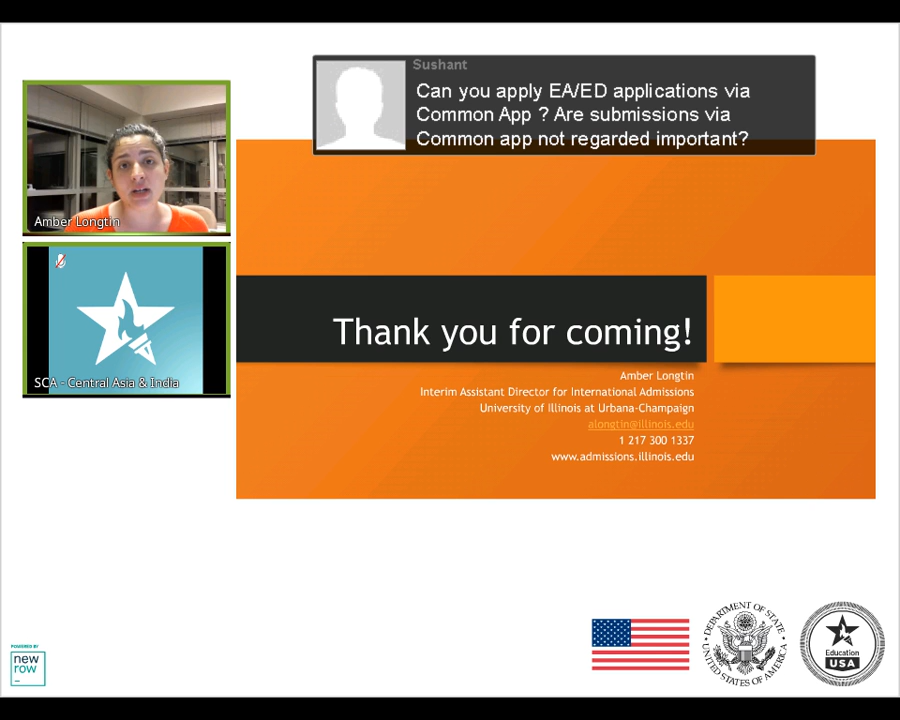 Sushant
Can you apply EA/ED applications via
Common App ? Are submissions via
Common app not regarded important?
Amber Longtin
SCA - Central Asia & India
Thank you for coming!
Amber Longtin
Interim Assistant Director for International Admissions
University of Illinois at Urbana-Champaign
alongtin@illinois.edu
1 217 300 1337
www.admissions.illinois.edu
POWERED BY
new
row
DEPARTMENT OF STATE
UNITED STATES OF AMERICA
Education
USA